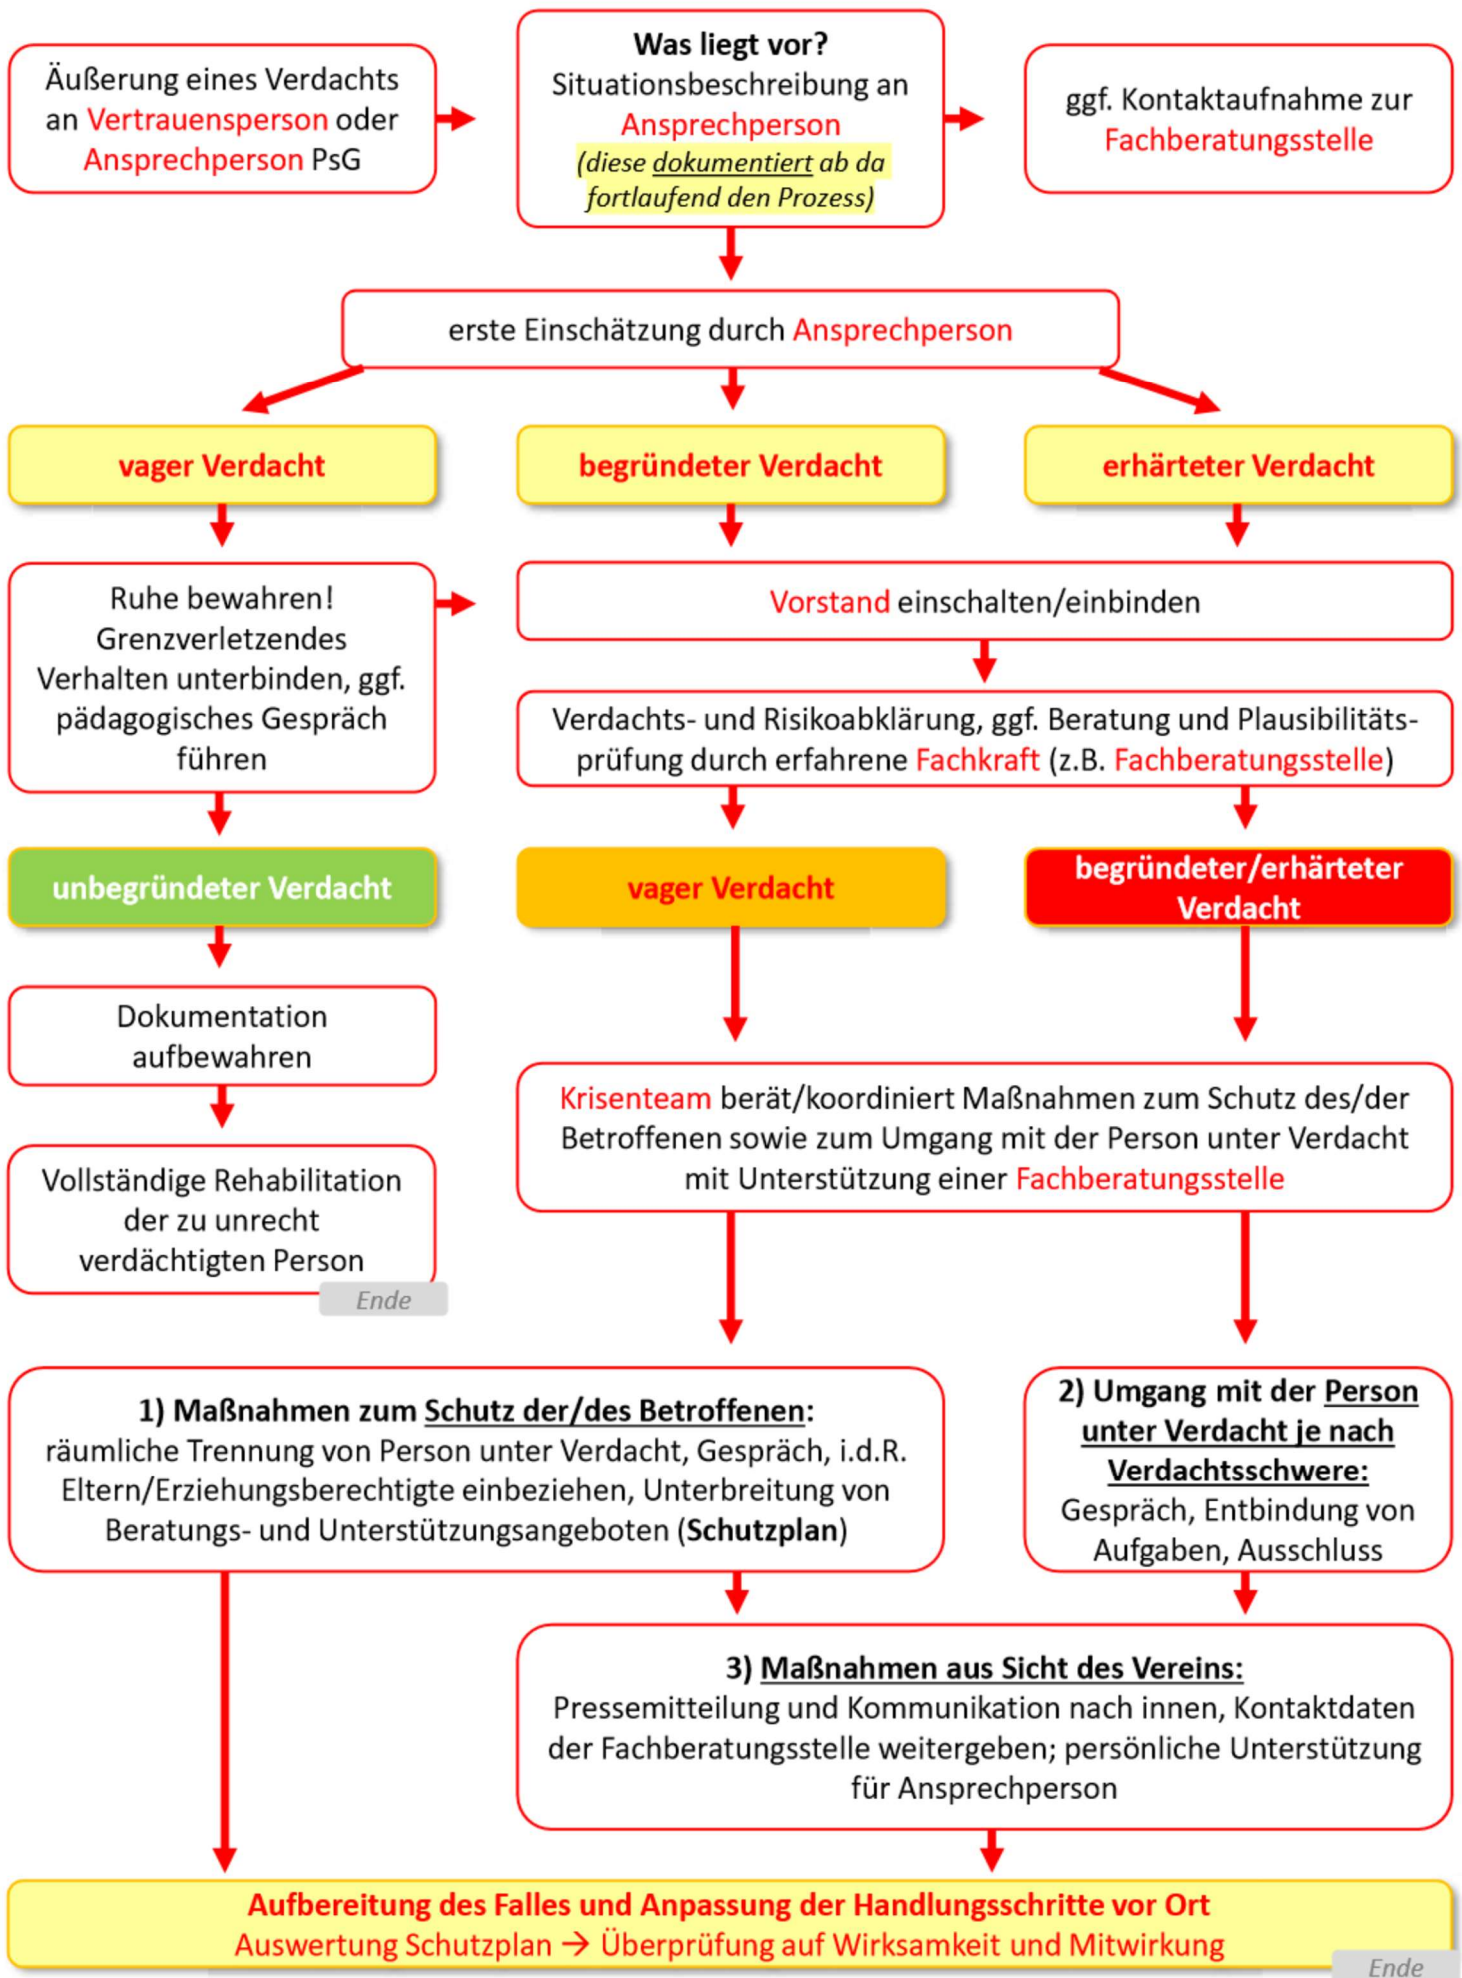 Äußerung eines Verdachts
an Vertrauensperson oder
Ansprechperson PsG
Was liegt vor?
Situationsbeschreibung an
Ansprechperson
(diese dokumentiert ab da
fortlaufend den Prozess)
ggf. Kontaktaufnahme zur
Fachberatungsstelle
erste Einschätzung durch Ansprechperson
vager Verdacht
begründeter Verdacht
erhärteter Verdacht
Ruhe bewahren!
Grenzverletzendes
Verhalten unterbinden, ggf.
pädagogisches Gespräch
führen
Vorstand einschalten/einbinden
Verdachts- und Risikoabklärung, ggf. Beratung und Plausibilitäts-
prüfung durch erfahrene Fachkraft (z.B. Fachberatungsstelle)
unbegründeter Verdacht
vager Verdacht
begründeter/erhärteter
Verdacht
Dokumentation
aufbewahren
Vollständige Rehabilitation
der zu unrecht
verdächtigten Person
Ende
Krisenteam berät/koordiniert Maßnahmen zum Schutz des/der
Betroffenen sowie zum Umgang mit der Person unter Verdacht
mit Unterstützung einer Fachberatungsstelle
1) Maßnahmen zum Schutz der/des Betroffenen:
räumliche Trennung von Person unter Verdacht, Gespräch, i.d.R.
Eltern/Erziehungsberechtigte einbeziehen, Unterbreitung von
Beratungs- und Unterstützungsangeboten (Schutzplan)
2) Umgang mit der Person
unter Verdacht je nach
Verdachtsschwere:
Gespräch, Entbindung von
Aufgaben, Ausschluss
3) Maßnahmen aus Sicht des Vereins:
Pressemitteilung und Kommunikation nach innen, Kontaktdaten
der Fachberatungsstelle weitergeben; persönliche Unterstützung
für Ansprechperson
Aufbereitung des Falles und Anpassung der Handlungsschritte vor Ort
Auswertung Schutzplan → Überprüfung auf Wirksamkeit und Mitwirkung
Ende